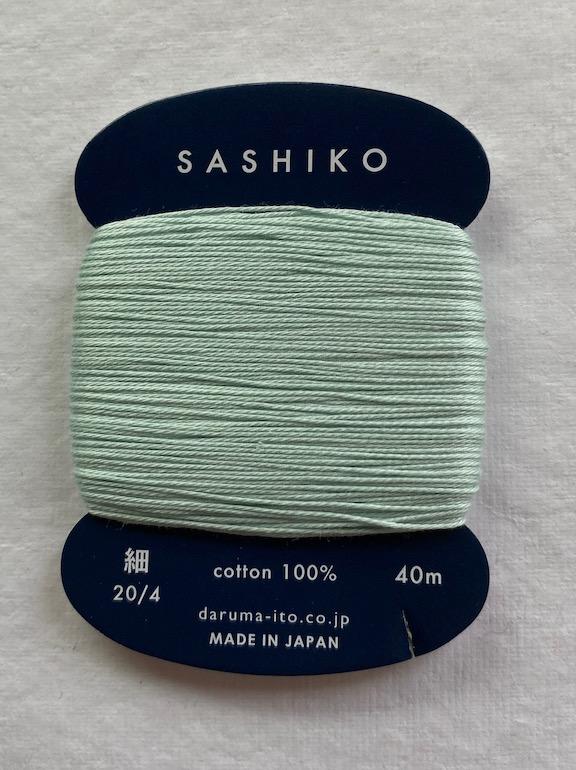 SASHIKO
細 cotton 100% 40m
20/4
daruma-ito.co.jp
MADE IN JAPAN